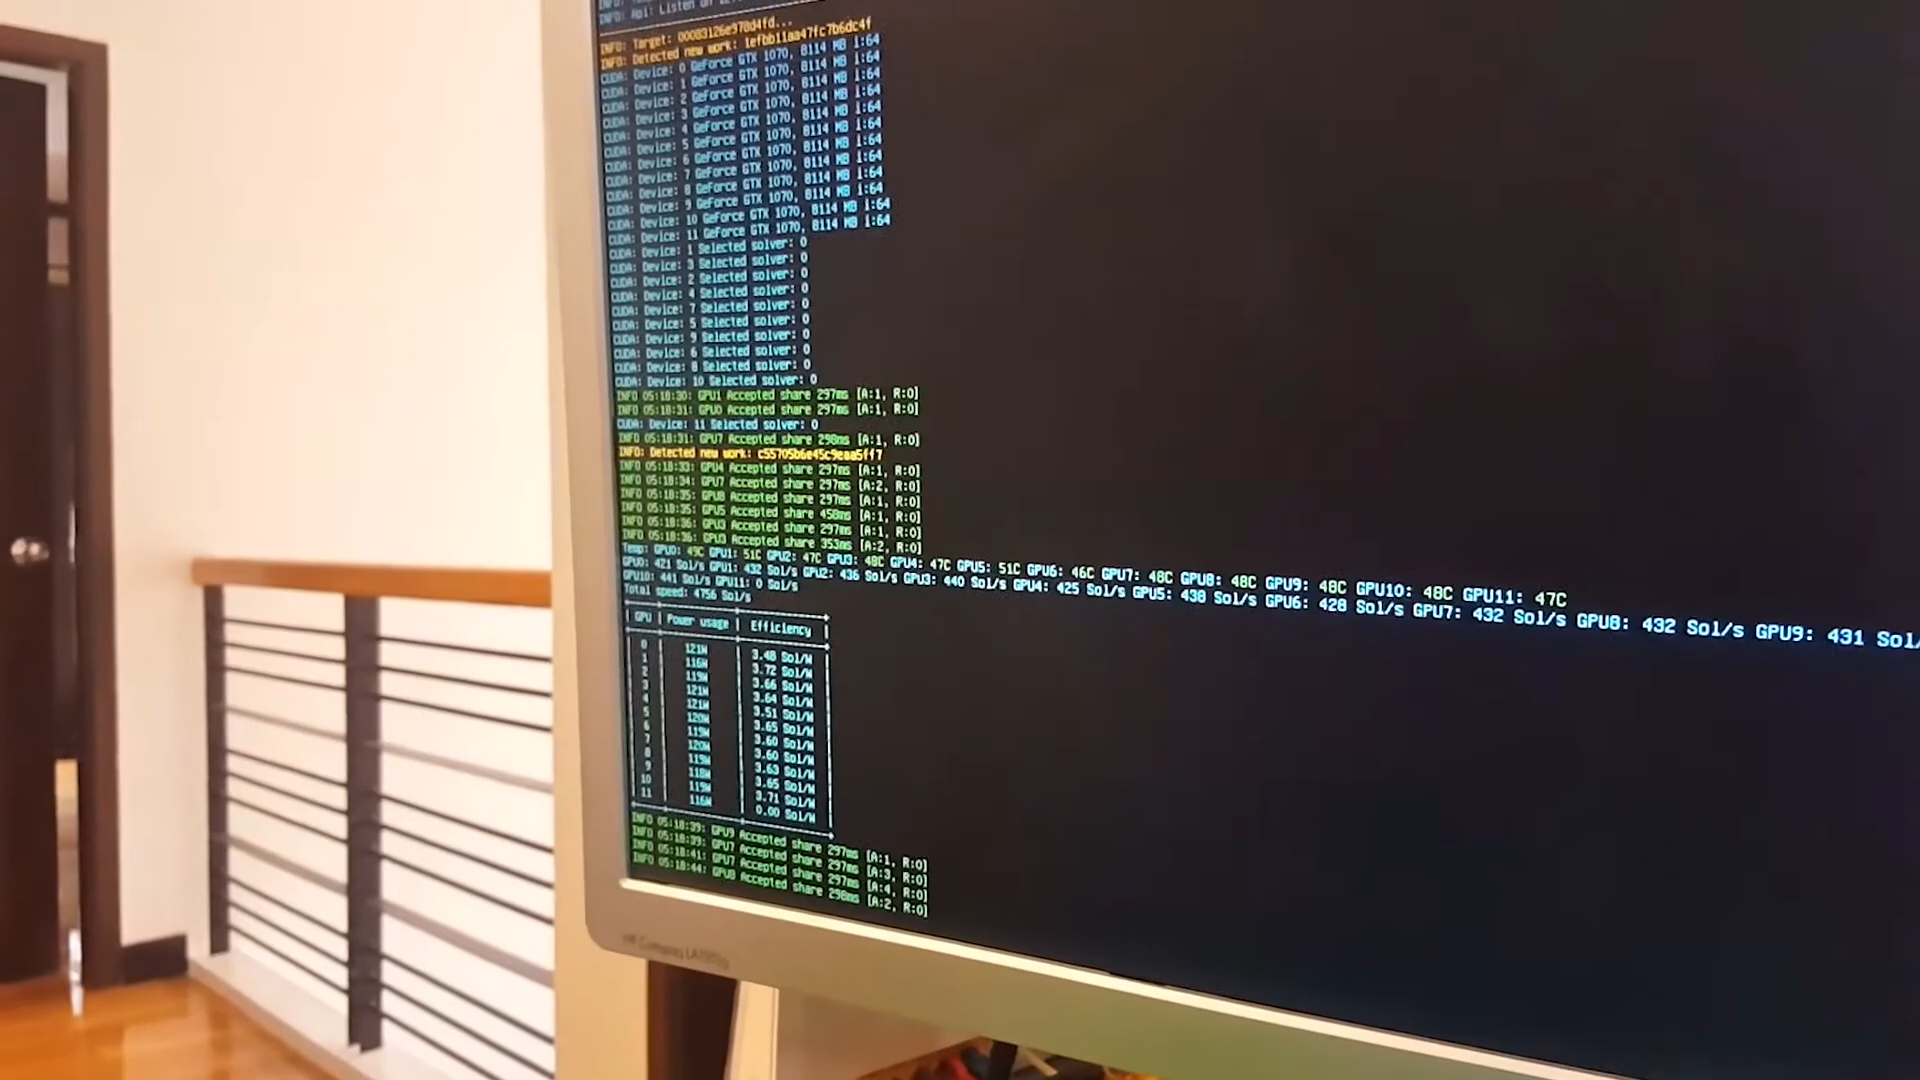 INFO: Api: Listen on
INFO: Target: 00083126e978d4fd...
INFO: Detected new work: 1efbb11aa47fc7b6dc4f
CUDA: Device: 0 GeForce GTX 1070, 8114 MB i:64
CUDA: Device: 1 GeForce GTX 1070, 8114 MB i:64
CUDA: Device: 2 GeForce GTX 1070, 8114 MB i:64
CUDA: Device: 3 GeForce GTX 1070, 8114 MB i:64
CUDA: Device: 4 GeForce GTX 1070, 8114 MB i:64
CUDA: Device: 5 GeForce GTX 1070, 8114 MB i:64
CUDA: Device: 6 GeForce GTX 1070, 8114 MB i:64
CUDA: Device: 7 GeForce GTX 1070, 8114 MB i:64
CUDA: Device: 8 GeForce GTX 1070, 8114 MB i:64
CUDA: Device: 9 GeForce GTX 1070, 8114 MB i:64
CUDA: Device: 10 GeForce GTX 1070, 8114 MB i:64
CUDA: Device: 11 GeForce GTX 1070, 8114 MB i:64
CUDA: Device: 1 Selected solver: 0
CUDA: Device: 3 Selected solver: 0
CUDA: Device: 2 Selected solver: 0
CUDA: Device: 4 Selected solver: 0
CUDA: Device: 7 Selected solver: 0
CUDA: Device: 5 Selected solver: 0
CUDA: Device: 9 Selected solver: 0
CUDA: Device: 6 Selected solver: 0
CUDA: Device: 8 Selected solver: 0
CUDA: Device: 10 Selected solver: 0
INFO 05:18:30: GPU1 Accepted share 297ms [A:1, R:0]
INFO 05:18:31: GPU0 Accepted share 297ms [A:1, R:0]
CUDA: Device: 11 Selected solver: 0
INFO 05:18:31: GPU7 Accepted share 298ms [A:1, R:0]
INFO: Detected new work: c55705b6e45c9eaa5ff7
INFO 05:18:33: GPU4 Accepted share 297ms [A:1, R:0]
INFO 05:18:34: GPU7 Accepted share 297ms [A:2, R:0]
INFO 05:18:35: GPU8 Accepted share 297ms [A:1, R:0]
INFO 05:18:35: GPU5 Accepted share 458ms [A:1, R:0]
INFO 05:18:36: GPU3 Accepted share 297ms [A:1, R:0]
INFO 05:18:36: GPU3 Accepted share 353ms [A:2, R:0]
Temp: GPU0: 49C GPU1: 51C GPU2: 47C GPU3: 48C GPU4: 47C GPU5: 51C GPU6: 46C GPU7: 48C GPU8: 48C GPU9: 48C GPU10: 48C GPU11: 47C
GPU0: 421 Sol/s GPU1: 432 Sol/s GPU2: 436 Sol/s GPU3: 440 Sol/s GPU4: 425 Sol/s GPU5: 438 Sol/s GPU6: 428 Sol/s GPU7: 432 Sol/s GPU8: 432 Sol/s GPU9: 431 Sol/
GPU10: 441 Sol/s GPU11: 0 Sol/s
Total speed: 4756 Sol/s
GPU | Power usage | Efficiency
0 121W 3.48 Sol/W
1 116W 3.72 Sol/W
2 119W 3.66 Sol/W
3 121W 3.64 Sol/W
4 121W 3.51 Sol/W
5 120W 3.65 Sol/W
6 119W 3.60 Sol/W
7 120W 3.60 Sol/W
8 119W 3.63 Sol/W
9 118W 3.65 Sol/W
10 119W 3.71 Sol/W
11 116W 0.00 Sol/W
INFO 05:18:39: GPU9 Accepted share 297ms [A:1, R:0]
INFO 05:18:39: GPU7 Accepted share 297ms [A:3, R:0]
INFO 05:18:41: GPU7 Accepted share 297ms [A:4, R:0]
INFO 05:18:44: GPU8 Accepted share 298ms [A:2, R:0]